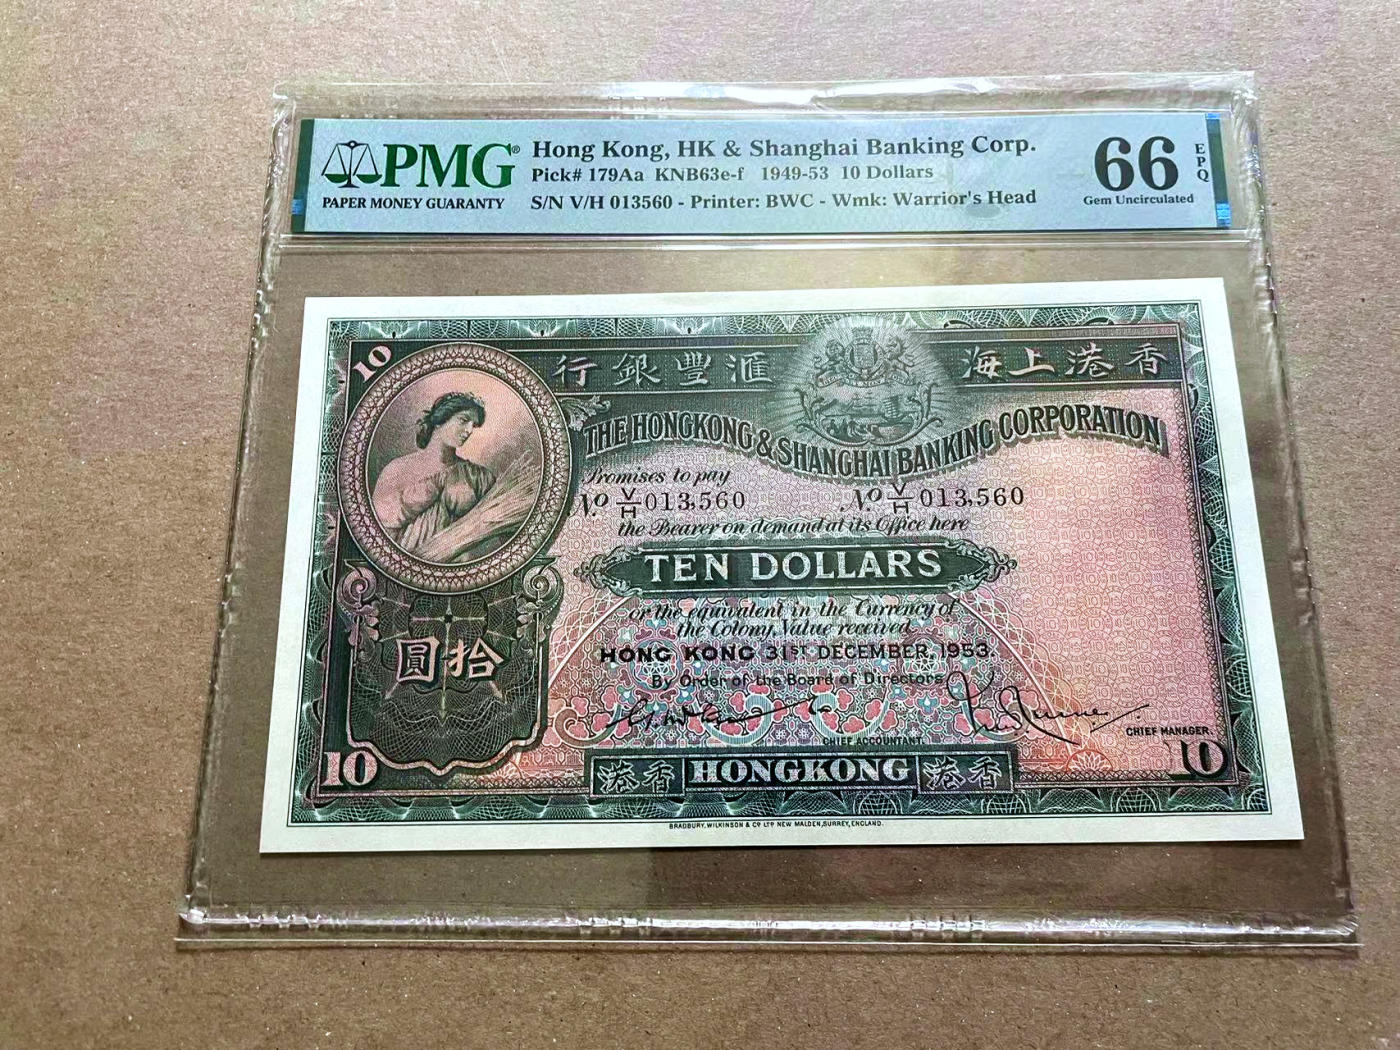 PMG®
PAPER MONEY GUARANTY
Hong Kong, HK & Shanghai Banking Corp.
Pick# 179Aa KNB63e-f 1949-53 10 Dollars
S/N V/H 013560 - Printer: BWC - Wmk: Warrior's Head
66
EPQ
Gem Uncirculated
10
行銀豐滙 海上港香
THE HONGKONG & SHANGHAI BANKING CORPORATION
Promises to pay
No. V/H 013,560 No. V/H 013,560
the Bearer on demand at its Office here
TEN DOLLARS
or the equivalent in the Currency of
the Colony, Value received
HONG KONG 31ST DECEMBER, 1953.
By Order of the Board of Directors
圓拾
CHIEF ACCOUNTANT.
CHIEF MANAGER.
10 港香 HONGKONG 港香 10
BRADBURY, WILKINSON & Co LTD NEW MALDEN, SURREY, ENGLAND.